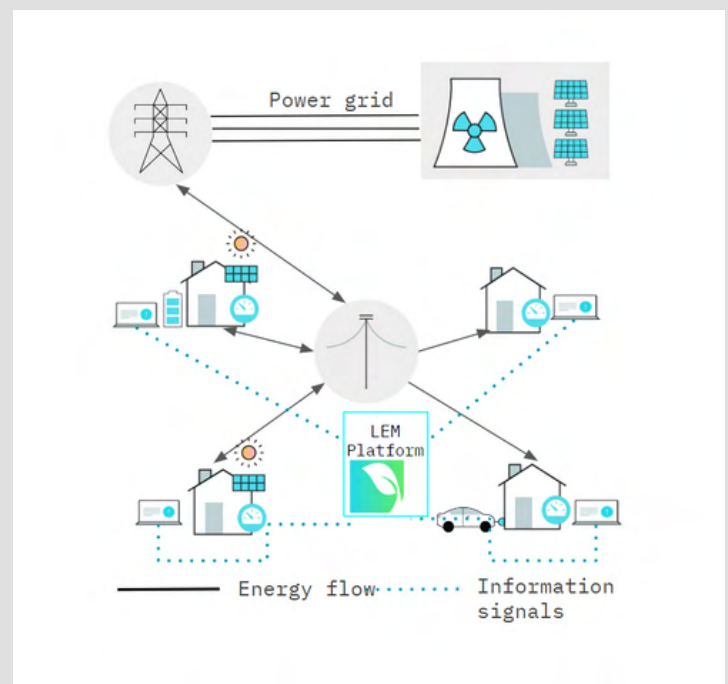 Power grid
LEM
Platform
Energy flow
Information
signals